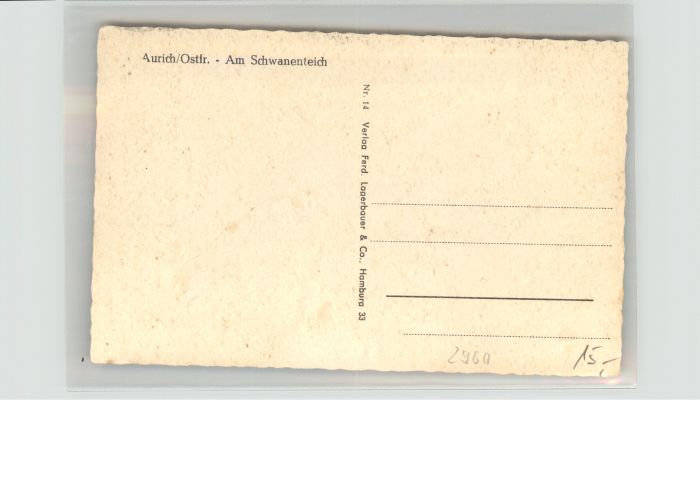 Aurich/Ostfr. - Am Schwanenteich
Nr. 14 Verlag Ferd. Lagerbauer & Co., Hamburg 33
2960
15,-